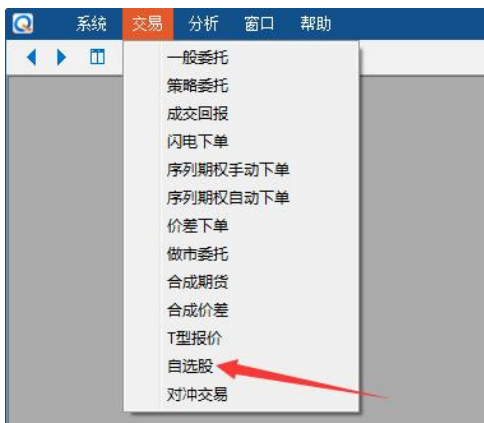 系统 交易 分析 窗口 帮助
一般委托
策略委托
成交回报
闪电下单
序列期权手动下单
序列期权自动下单
价差下单
做市委托
合成期货
合成价差
T型报价
自选股
对冲交易